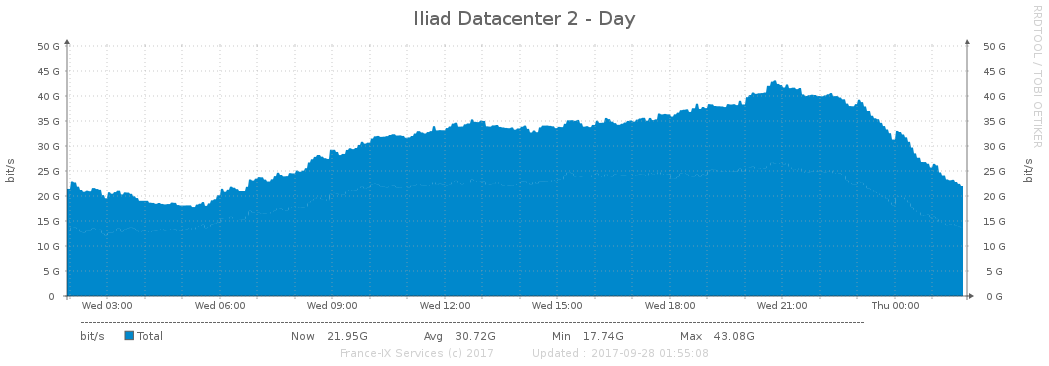 Iliad Datacenter 2 - Day
RRDTOOL / TOBI OETIKER
bit/s
50 G 50 G
45 G 45 G
40 G 40 G
35 G 35 G
30 G 30 G
25 G 25 G
20 G 20 G
15 G 15 G
10 G 10 G
5 G 5 G
0 0 G
bit/s
Wed 03:00 Wed 06:00 Wed 09:00 Wed 12:00 Wed 15:00 Wed 18:00 Wed 21:00 Thu 00:00
bit/s Total Now 21.95G Avg 30.72G Min 17.74G Max 43.08G
France-IX Services (c) 2017 Updated : 2017-09-28 01:55:08